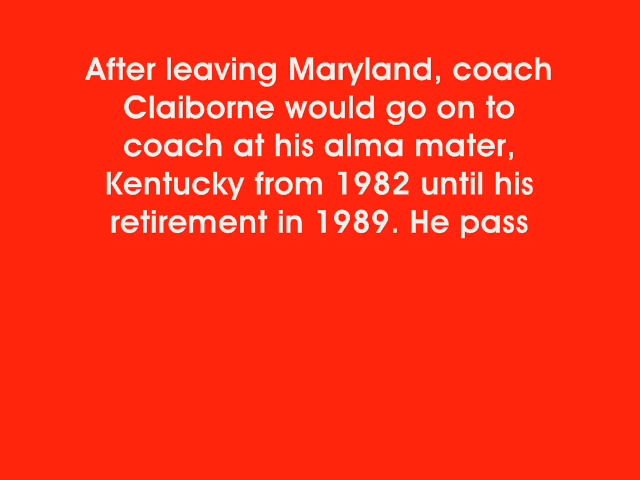 After leaving Maryland, coach
Claiborne would go on to
coach at his alma mater,
Kentucky from 1982 until his
retirement in 1989. He pass